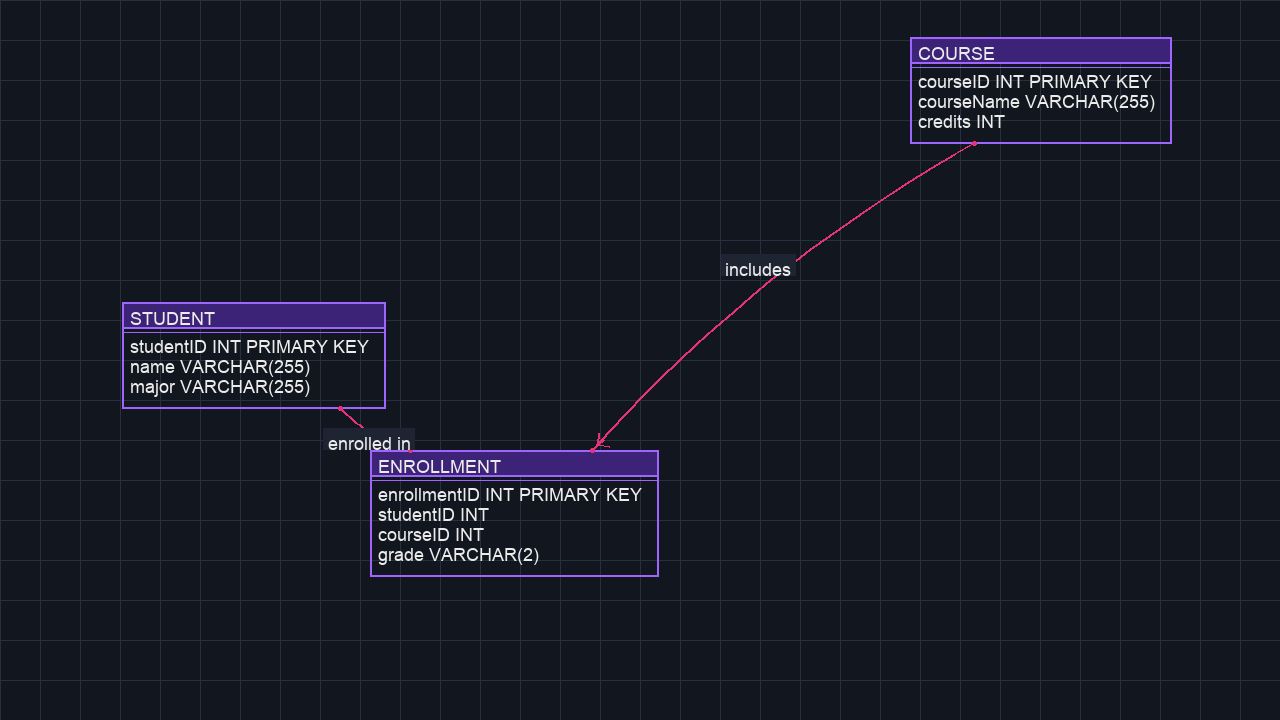 COURSE
courseID INT PRIMARY KEY
courseName VARCHAR(255)
credits INT
includes
STUDENT
studentID INT PRIMARY KEY
name VARCHAR(255)
major VARCHAR(255)
enrolled in
ENROLLMENT
enrollmentID INT PRIMARY KEY
studentID INT
courseID INT
grade VARCHAR(2)